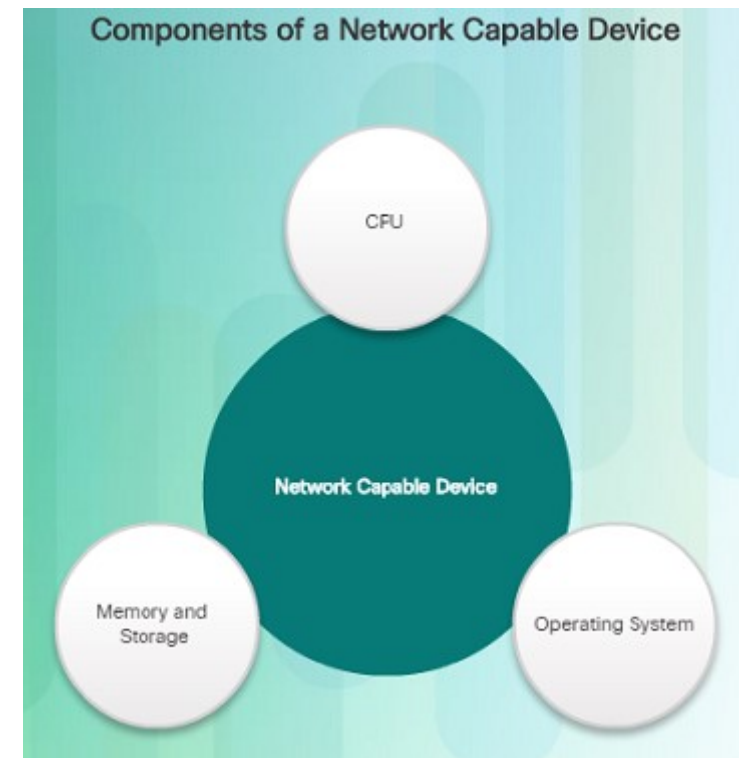 Components of a Network Capable Device
CPU
Network Capable Device
Memory and
Storage
Operating System